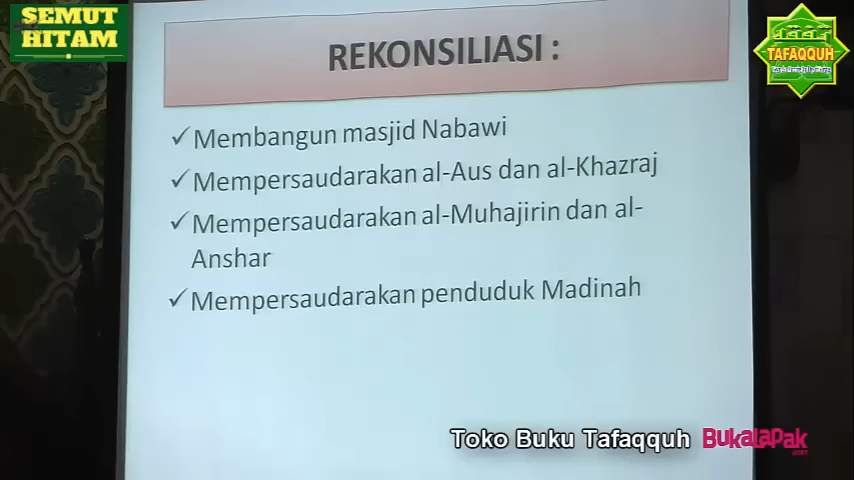 SEMUT
HITAM
TAFAQQUH
REKONSILIASI :
✓ Membangun masjid Nabawi
✓ Mempersaudarakan al-Aus dan al-Khazraj
✓ Mempersaudarakan al-Muhajirin dan al-
Anshar
✓ Mempersaudarakan penduduk Madinah
Toko Buku Tafaqquh BukalaPak
.com